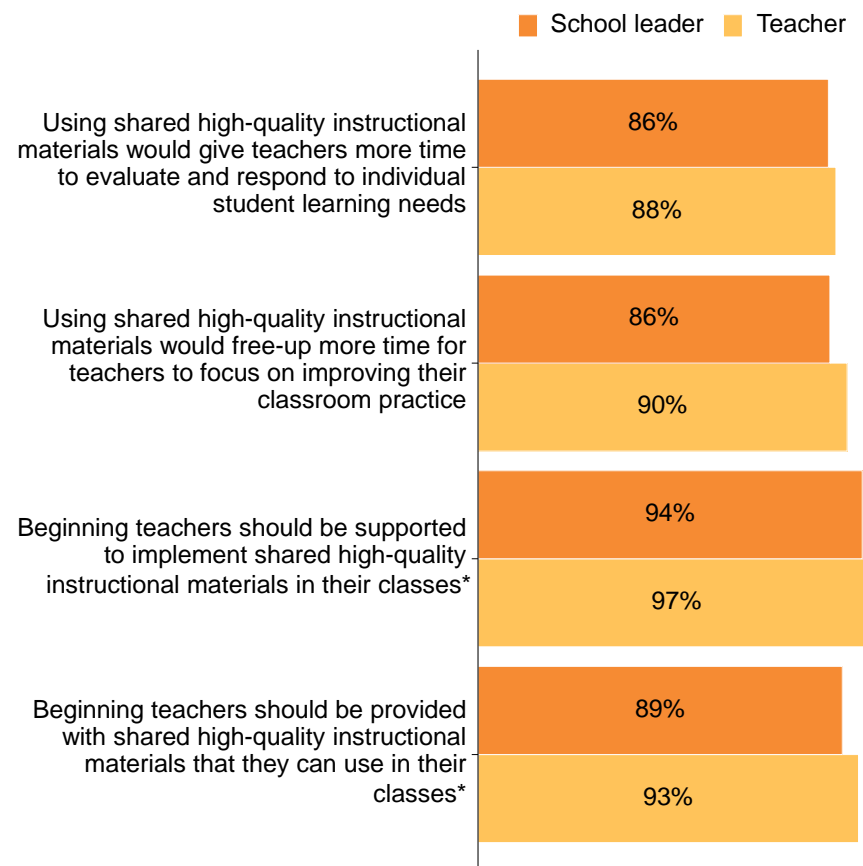 School leader Teacher
Using shared high-quality instructional
materials would give teachers more time
to evaluate and respond to individual
student learning needs
86%
88%
Using shared high-quality instructional
materials would free-up more time for
teachers to focus on improving their
classroom practice
86%
90%
Beginning teachers should be supported
to implement shared high-quality
instructional materials in their classes*
94%
97%
Beginning teachers should be provided
with shared high-quality instructional
materials that they can use in their
classes*
89%
93%